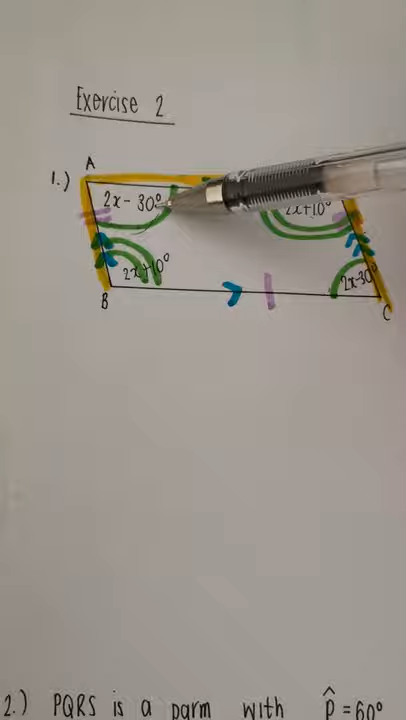 Exercise 2
1.)
A
2x - 30°
2x+10°
2x+10°
2x-30°
B
C
2.) PQRS is a parm with P̂ = 60°